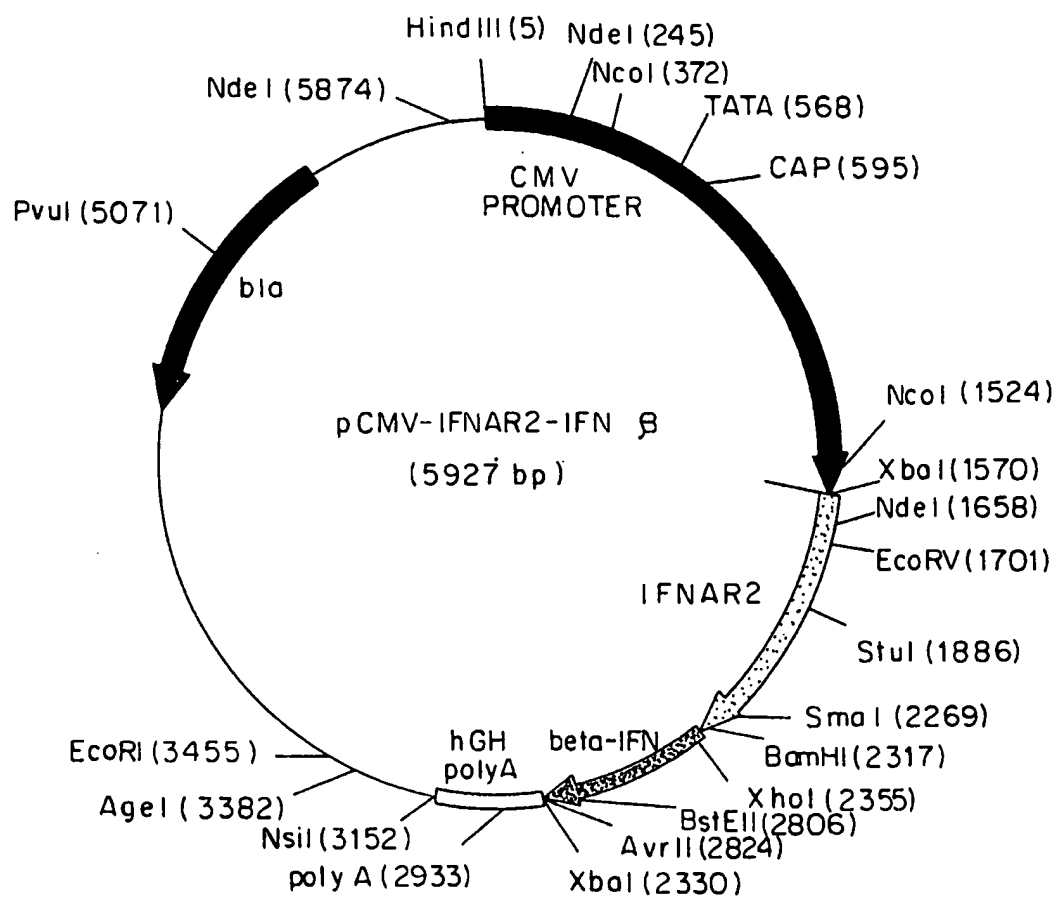 HindIII (5)
NdeI (245)
NcoI (372)
TATA (568)
CAP (595)
NdeI (5874)
PvuI (5071)
CMV
PROMOTER
bla
pCMV-IFNAR2-IFN β
(5927 bp)
NcoI (1524)
XbaI (1570)
NdeI (1658)
EcoRV (1701)
IFNAR2
StuI (1886)
SmaI (2269)
BamHI (2317)
XhoI (2355)
BstEII (2806)
AvrII (2824)
XbaI (2330)
beta-IFN
hGH
polyA
poly A (2933)
NsiI (3152)
AgeI (3382)
EcoRI (3455)